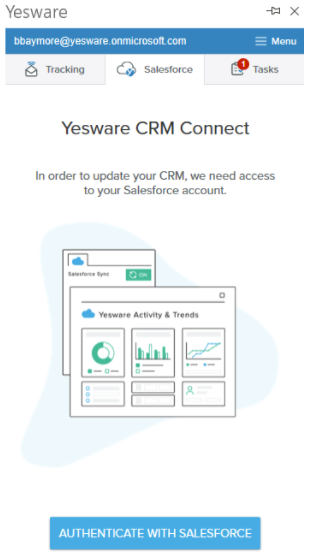 Yesware
bbaymore@yesware.onmicrosoft.com
Menu
Tracking
Salesforce
1
Tasks
Yesware CRM Connect
In order to update your CRM, we need access
to your Salesforce account.
Salesforce Sync
ON
Yesware Activity & Trends
AUTHENTICATE WITH SALESFORCE